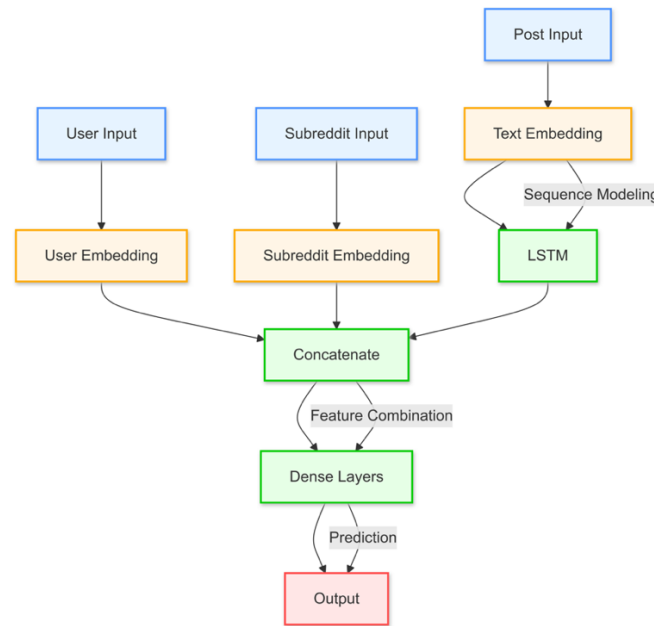 Post Input
User Input
Subreddit Input
Text Embedding
Sequence Modeling
User Embedding
Subreddit Embedding
LSTM
Concatenate
Feature Combination
Dense Layers
Prediction
Output